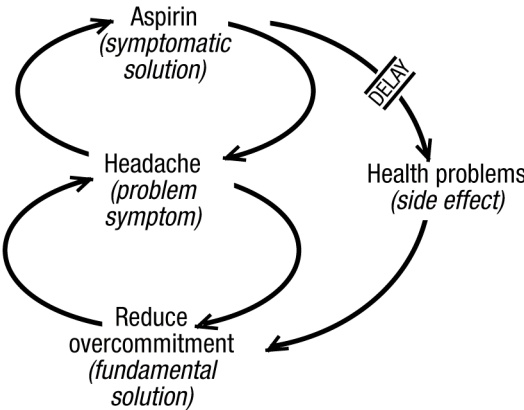 Aspirin
(symptomatic
solution)
DELAY
Headache
(problem
symptom)
Health problems
(side effect)
Reduce
overcommitment
(fundamental
solution)